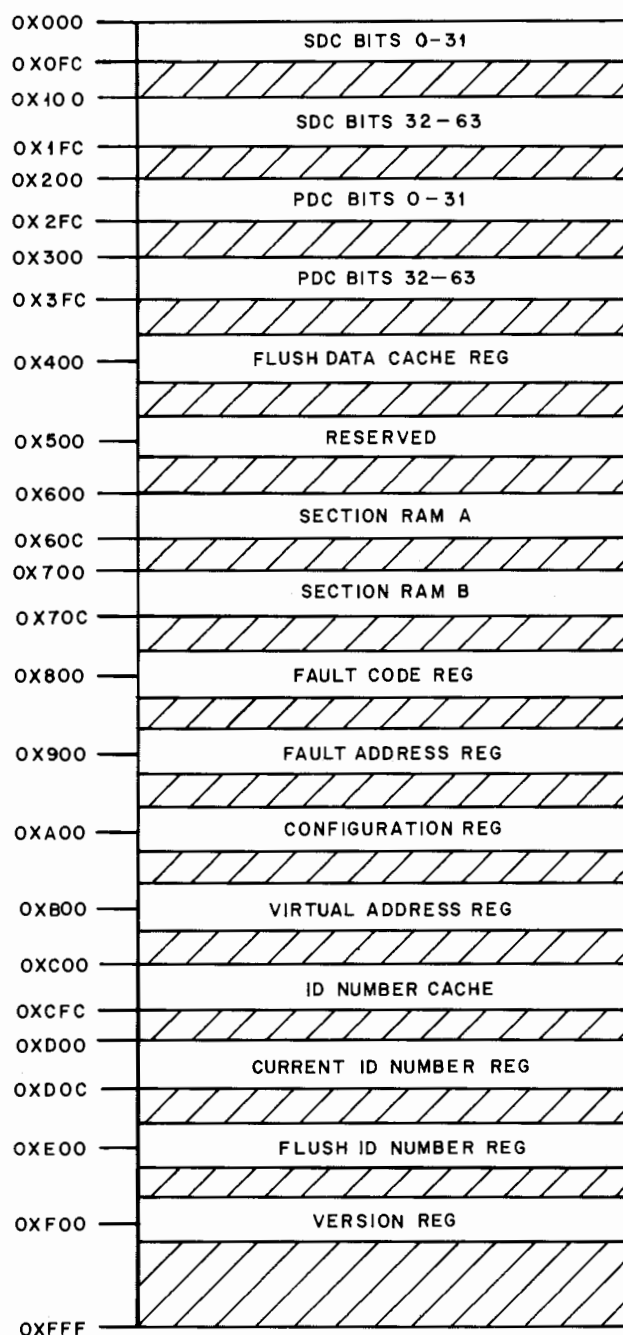 0X000
SDC BITS 0-31
0X0FC
0X100
SDC BITS 32-63
0X1FC
0X200
PDC BITS 0-31
0X2FC
0X300
PDC BITS 32-63
0X3FC
0X400 FLUSH DATA CACHE REG
0X500 RESERVED
0X600
SECTION RAM A
0X60C
0X700
SECTION RAM B
0X70C
0X800 FAULT CODE REG
0X900 FAULT ADDRESS REG
0XA00 CONFIGURATION REG
0XB00 VIRTUAL ADDRESS REG
0XC00
ID NUMBER CACHE
0XCFC
0XD00
CURRENT ID NUMBER REG
0XD0C
0XE00 FLUSH ID NUMBER REG
0XF00 VERSION REG
0XFFF